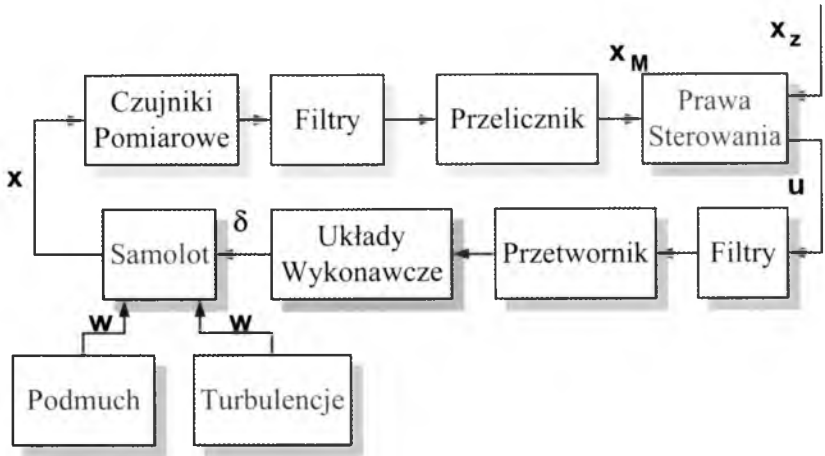 x_z
x_M
Czujniki
Pomiarowe
Filtry
Przelicznik
Prawa
Sterowania
x
u
δ
Samolot
Układy
Wykonawcze
Przetwornik
Filtry
w
w
Podmuch
Turbulencje